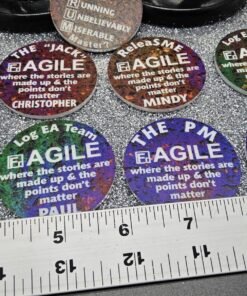 RUNNING
UNBELIEVABLY
MISERABLE
THE "JACK"
AGILE
where the stories are
made up & the
points don't
matter
CHRISTOPHER
ReleaSME
AGILE
where the stories are
made up & the
points don't
matter
MINDY
Log EA Team
AGILE
where the stories are
made up & the
points don't
matter
PAUL
THE PM
AGILE
where the stories are
made up & the
points don't
matter
5 6 7
13 12 11